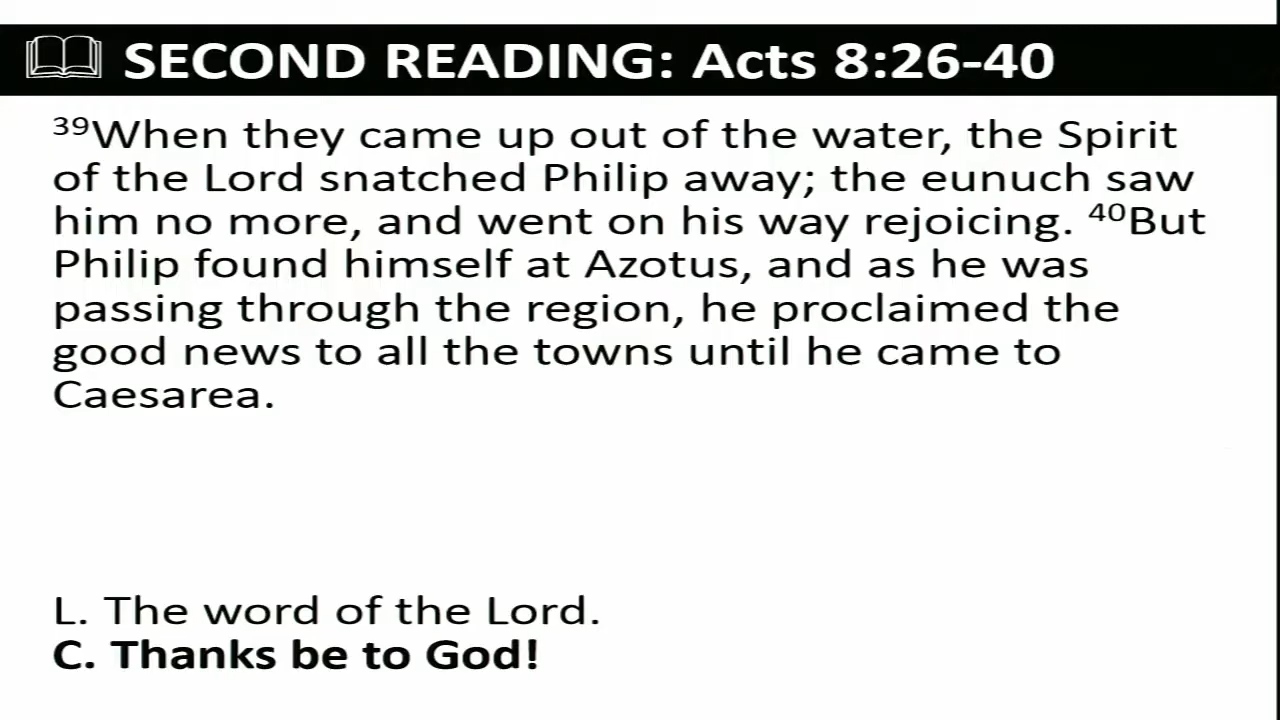 SECOND READING: Acts 8:26-40
³⁹When they came up out of the water, the Spirit
of the Lord snatched Philip away; the eunuch saw
him no more, and went on his way rejoicing. ⁴⁰But
Philip found himself at Azotus, and as he was
passing through the region, he proclaimed the
good news to all the towns until he came to
Caesarea.
L. The word of the Lord.
C. Thanks be to God!